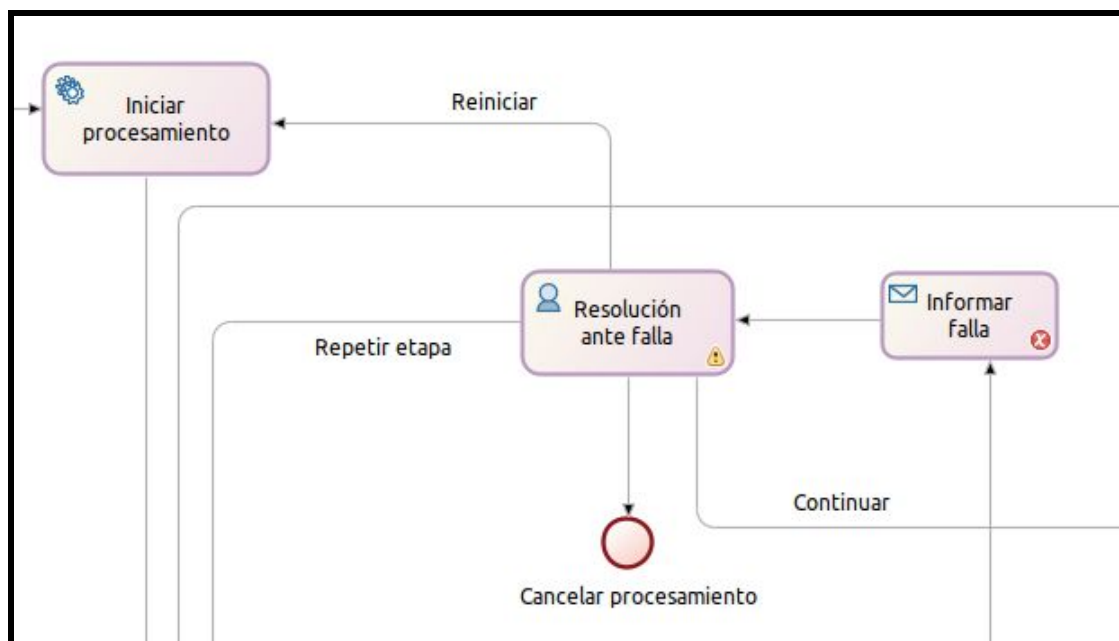 Iniciar
procesamiento
Reiniciar
Resolución
ante falla
Informar
falla
Repetir etapa
Continuar
Cancelar procesamiento